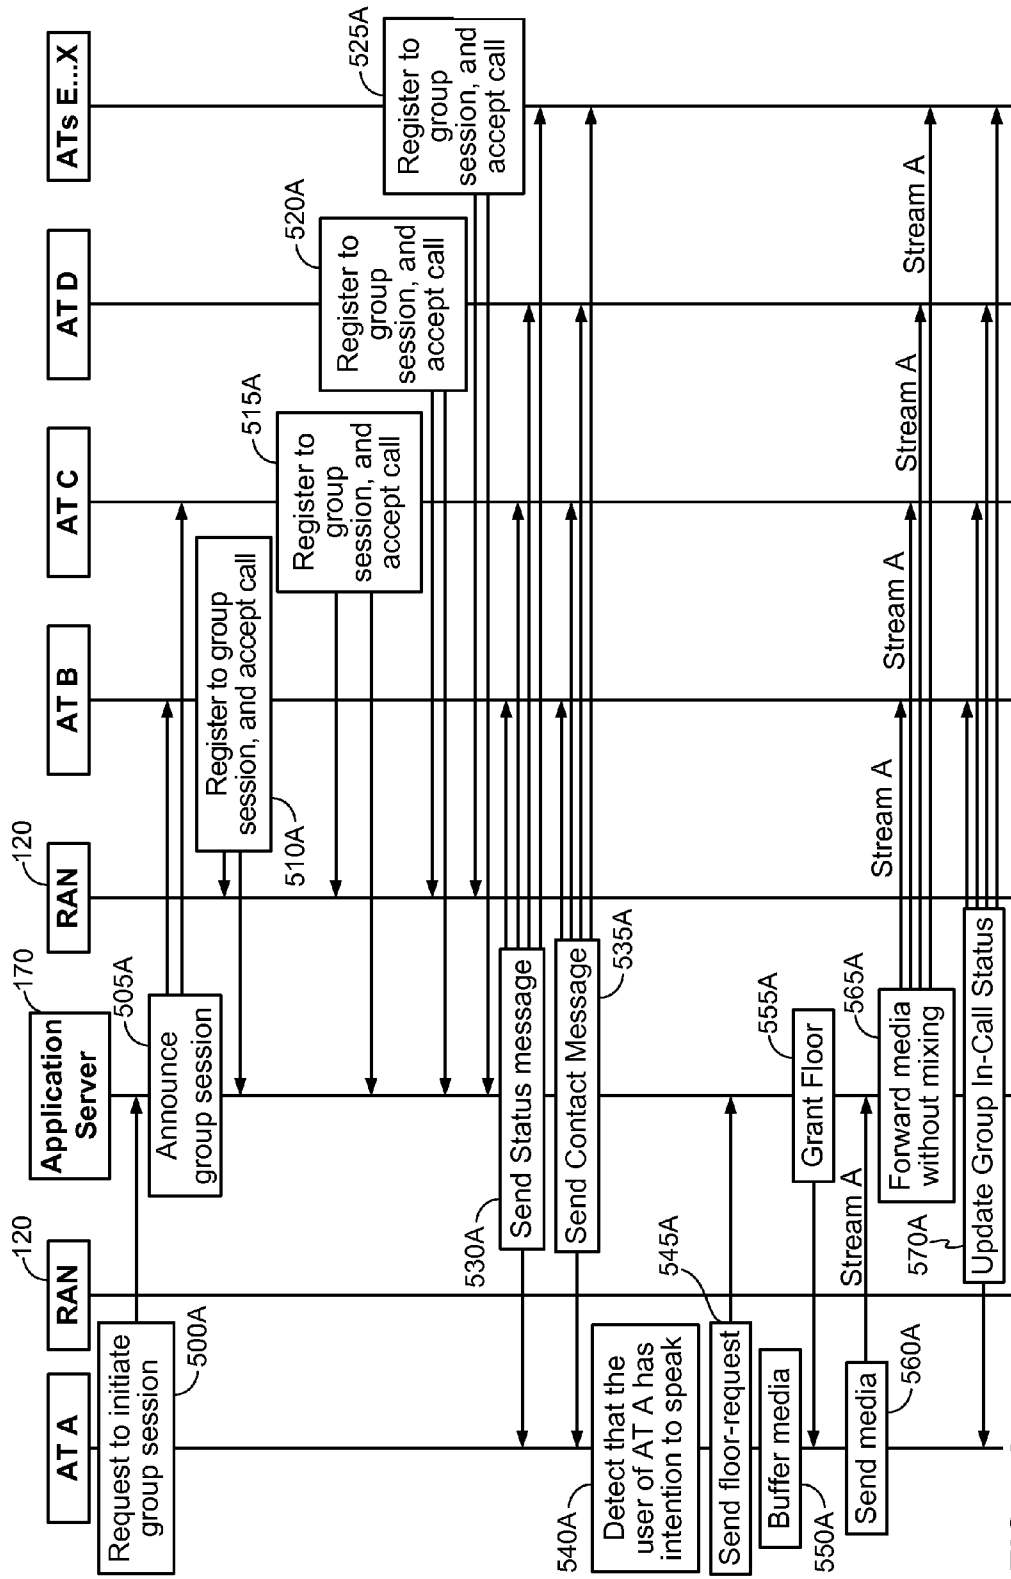 AT A
RAN
120
Application
Server
170
RAN
120
AT B
AT C
AT D
ATs E...X
Request to initiate
group session
500A
Announce
group session
505A
Register to group
session, and accept call
510A
Register to
group
session, and
accept call
515A
Register to
group
session, and
accept call
520A
Register to
group
session, and
accept call
525A
Send Status message
530A
Send Contact Message
535A
Detect that the
user of AT A has
intention to speak
540A
Send floor-request
545A
Buffer media
550A
Grant Floor
555A
Send media
560A
Stream A
Forward media
without mixing
565A
Stream A
Stream A
Stream A
Stream A
Update Group In-Call Status
570A